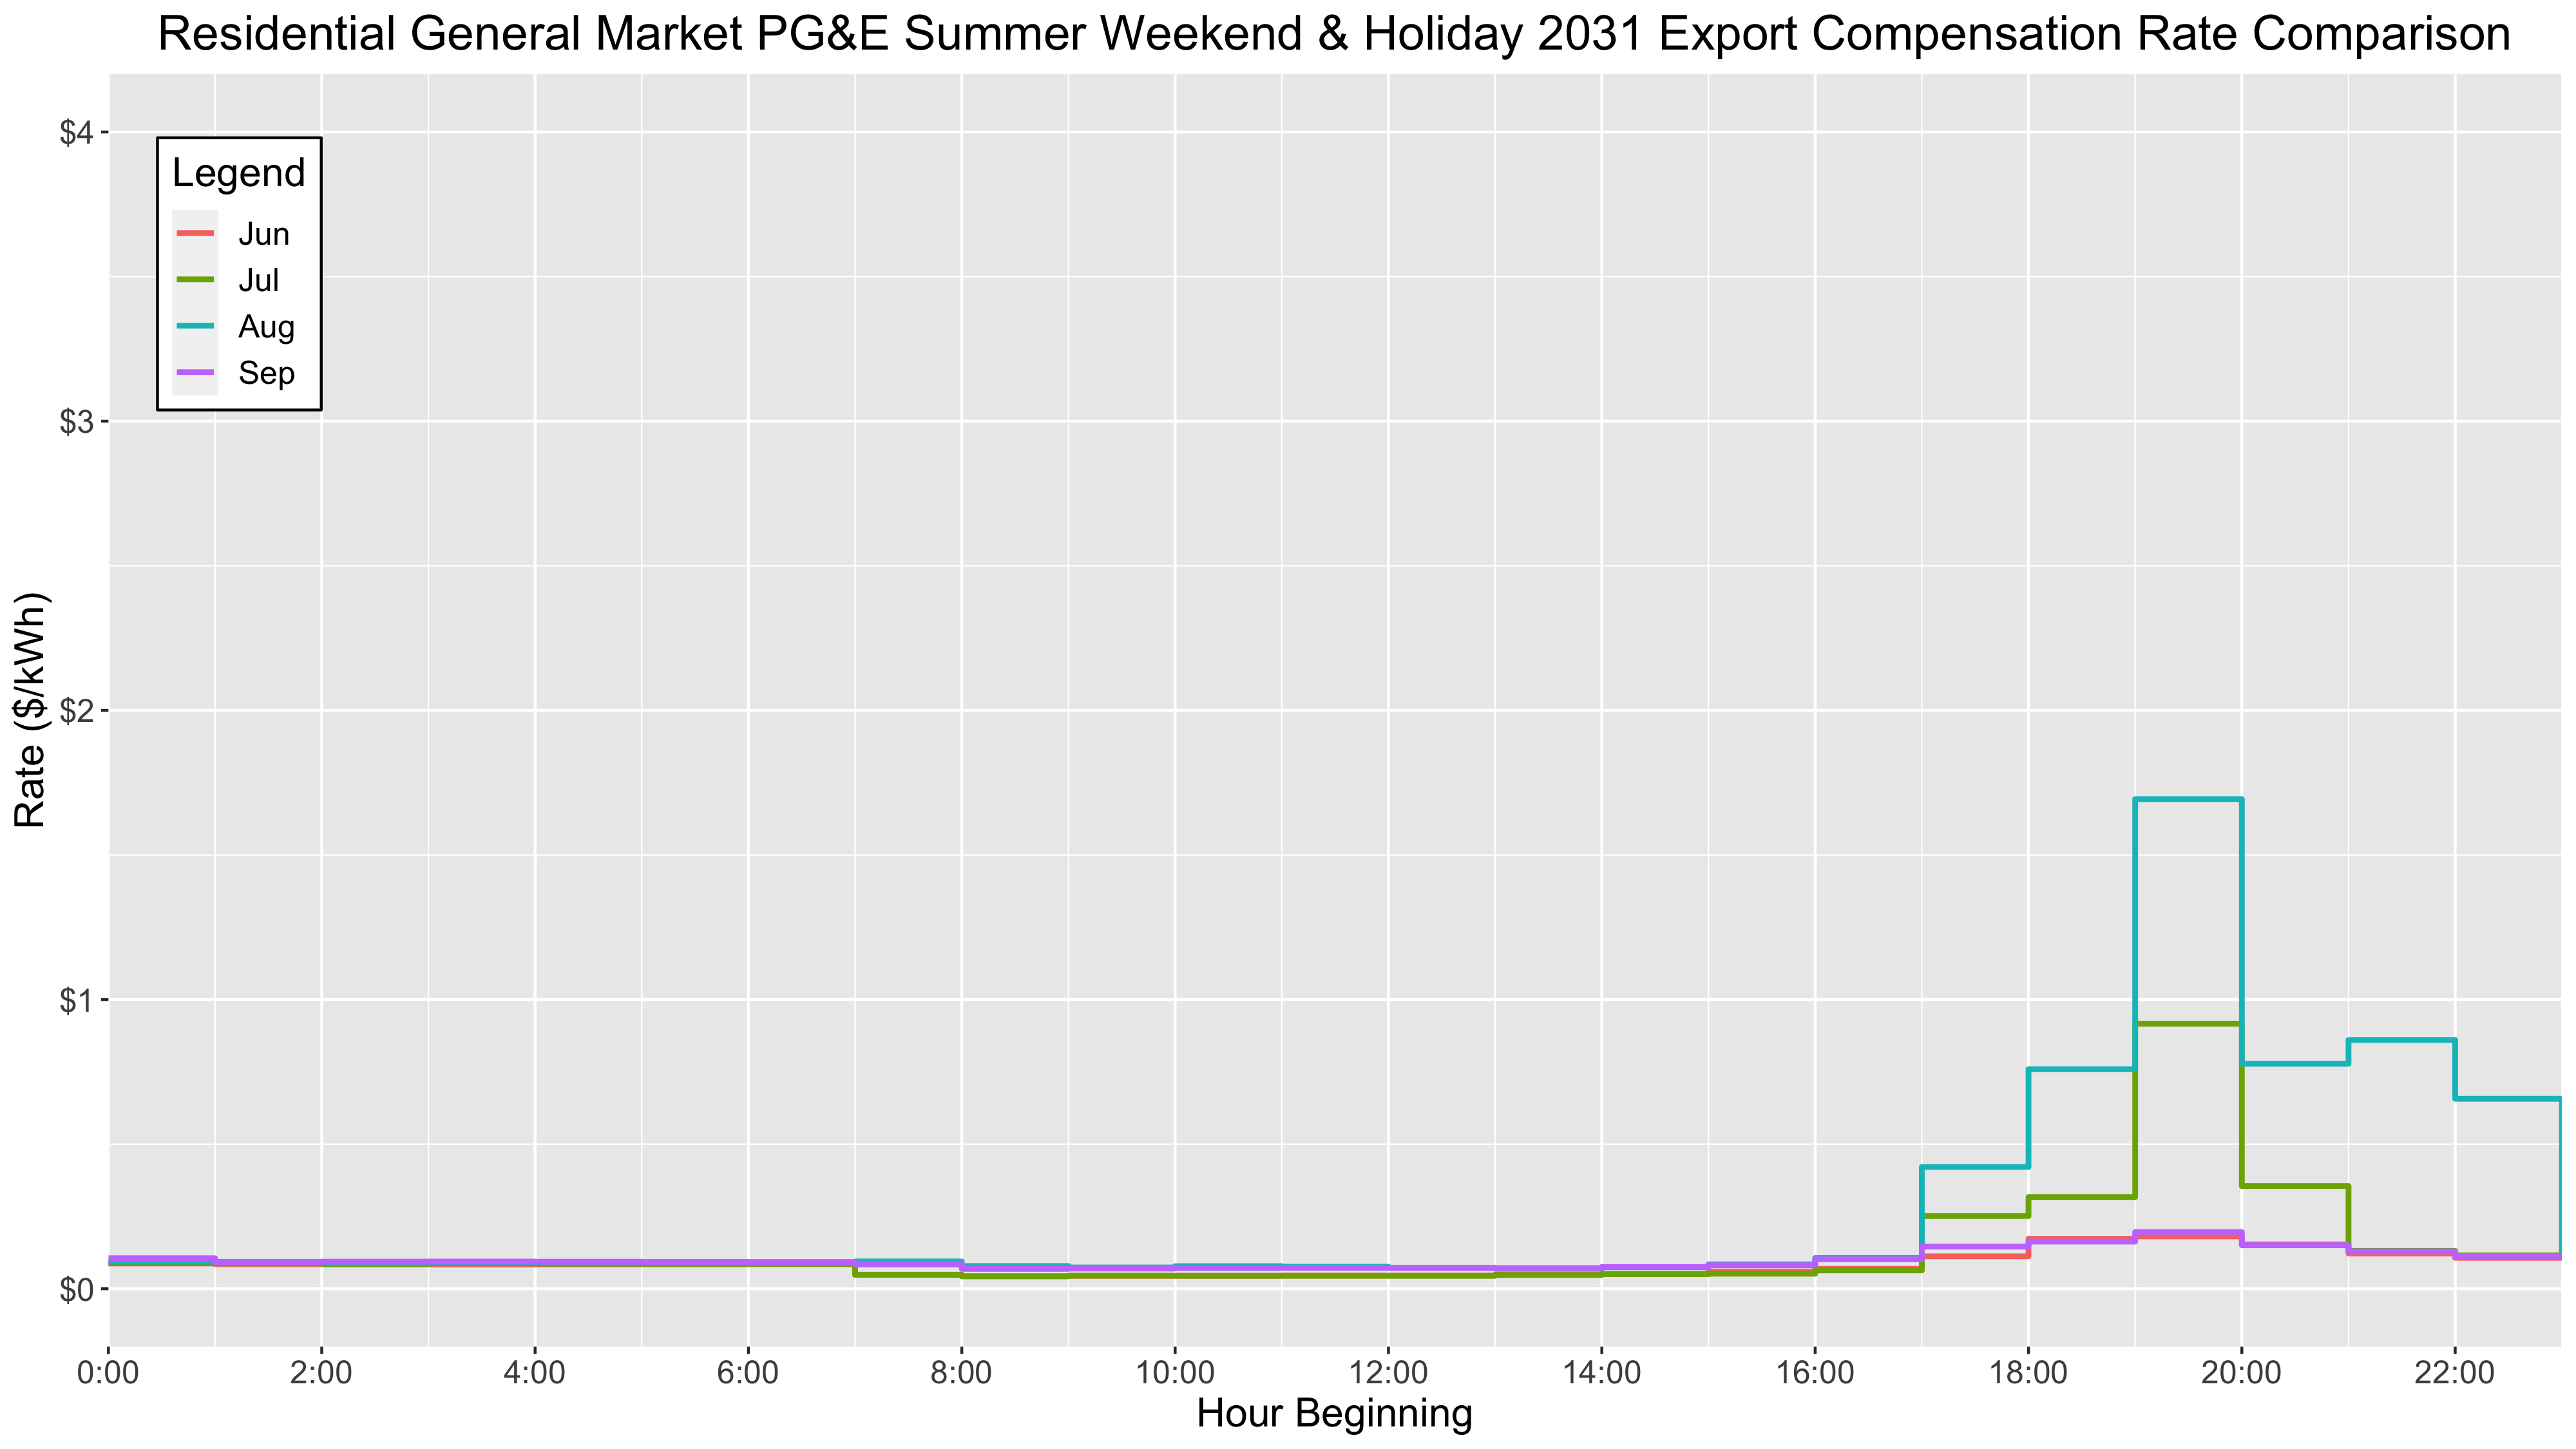 Residential General Market PG&E Summer Weekend & Holiday 2031 Export Compensation Rate Comparison
$4
$3
$2
$1
$0
Rate ($/kWh)
Legend
Jun
Jul
Aug
Sep
0:00 2:00 4:00 6:00 8:00 10:00 12:00 14:00 16:00 18:00 20:00 22:00
Hour Beginning